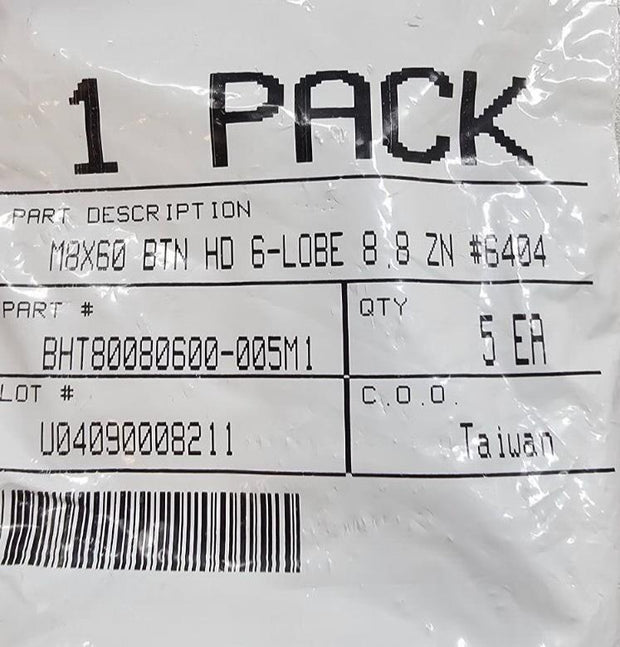 1 PACK
PART DESCRIPTION
M8X60 BTN HD 6-LOBE 8.8 ZN #6404
PART #
QTY
BHT80080600-005M1
5 EA
LOT #
C.O.O.
U04090008211
Taiwan